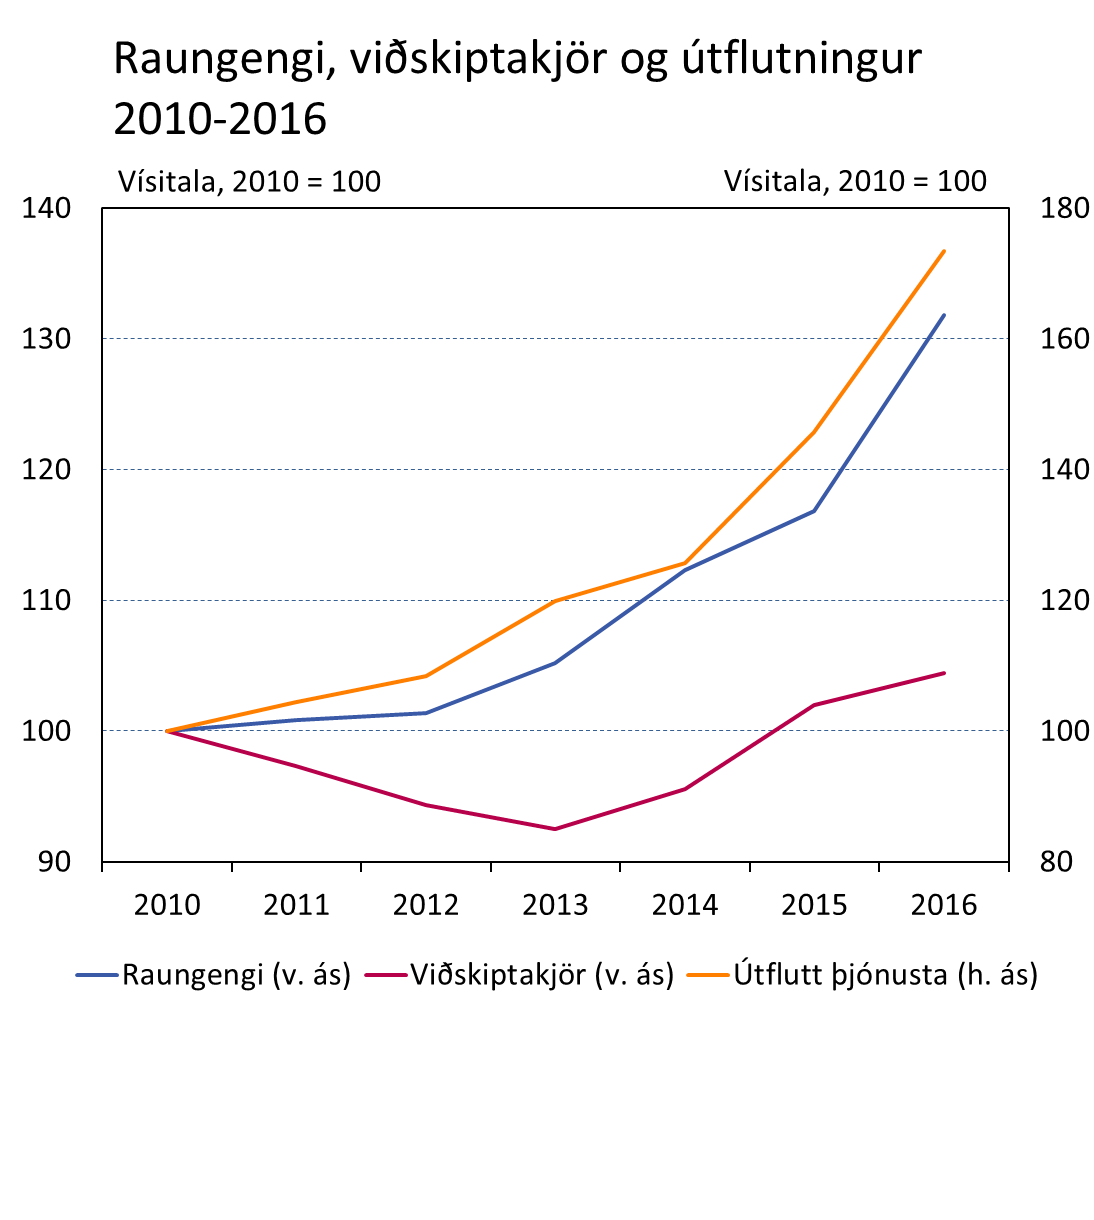 Raungengi, viðskiptakjör og útflutningur
2010-2016
Vísitala, 2010 = 100 Vísitala, 2010 = 100
140 180
130 160
120 140
110 120
100 100
90 80
2010 2011 2012 2013 2014 2015 2016
Raungengi (v. ás) Viðskiptakjör (v. ás) Útflutt þjónusta (h. ás)